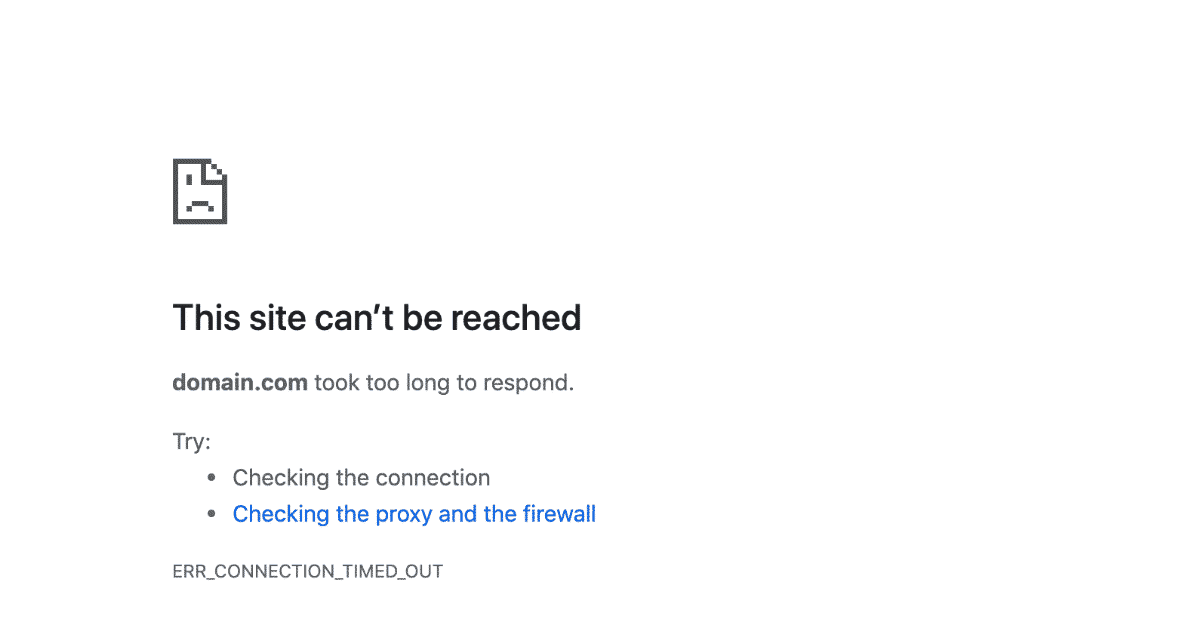 This site can’t be reached
domain.com took too long to respond.
Try:
• Checking the connection
• Checking the proxy and the firewall
ERR_CONNECTION_TIMED_OUT